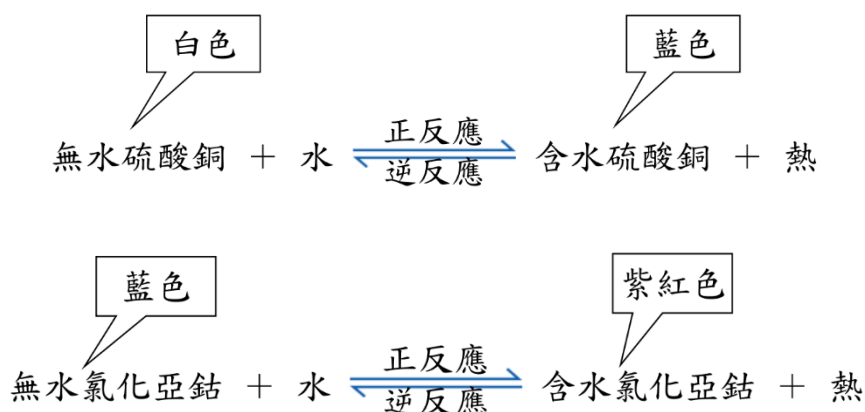 白色
藍色
正反應
無水硫酸銅 + 水 ⇌ 含水硫酸銅 + 熱
逆反應
藍色
紫紅色
正反應
無水氯化亞鈷 + 水 ⇌ 含水氯化亞鈷 + 熱
逆反應